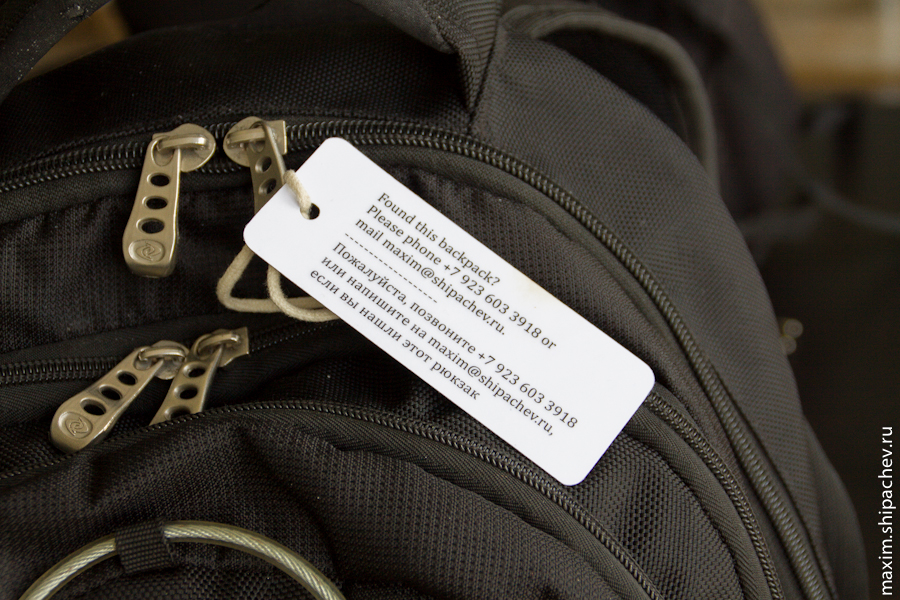 Found this backpack?
Please phone +7 923 603 3918 or
mail maxim@shipachev.ru.
--------------------
Пожалуйста, позвоните +7 923 603 3918
или напишите на maxim@shipachev.ru,
если вы нашли этот рюкзак
maxim.shipachev.ru